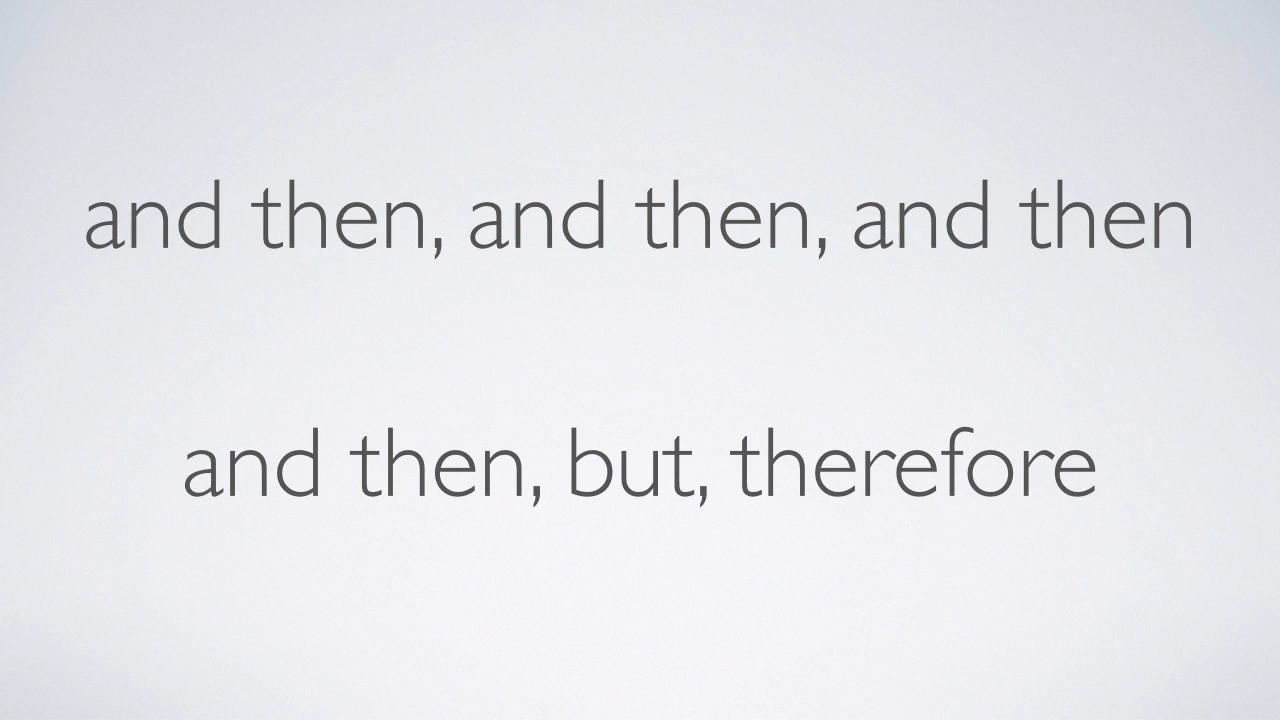 and then, and then, and then
and then, but, therefore